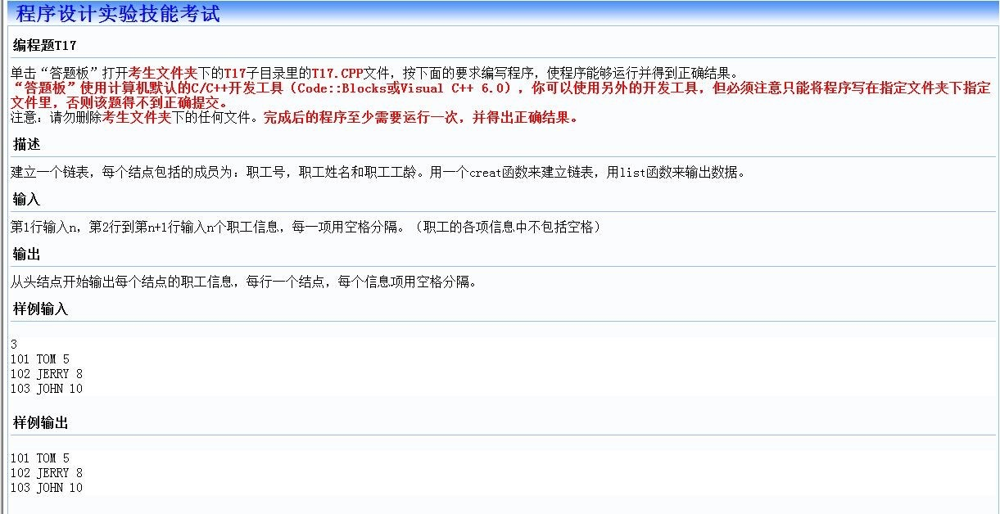 程序设计实验技能考试
编程题T17
单击“答题板”打开考生文件夹下的T17子目录里的T17.CPP文件，按下面的要求编写程序，使程序能够运行并得到正确结果。
“答题板”使用计算机默认的C/C++开发工具（Code::Blocks或Visual C++ 6.0），你可以使用另外的开发工具，但必须注意只能将程序写在指定文件夹下指定
文件里，否则该题得不到正确提交。
注意：请勿删除考生文件夹下的任何文件。完成后的程序至少需要运行一次，并得出正确结果。
描述
建立一个链表，每个结点包括的成员为：职工号，职工姓名和职工工龄。用一个creat函数来建立链表，用list函数来输出数据。
输入
第1行输入n，第2行到第n+1行输入n个职工信息，每一项用空格分隔。（职工的各项信息中不包括空格）
输出
从头结点开始输出每个结点的职工信息，每行一个结点，每个信息项用空格分隔。
样例输入
3
101 TOM 5
102 JERRY 8
103 JOHN 10
样例输出
101 TOM 5
102 JERRY 8
103 JOHN 10